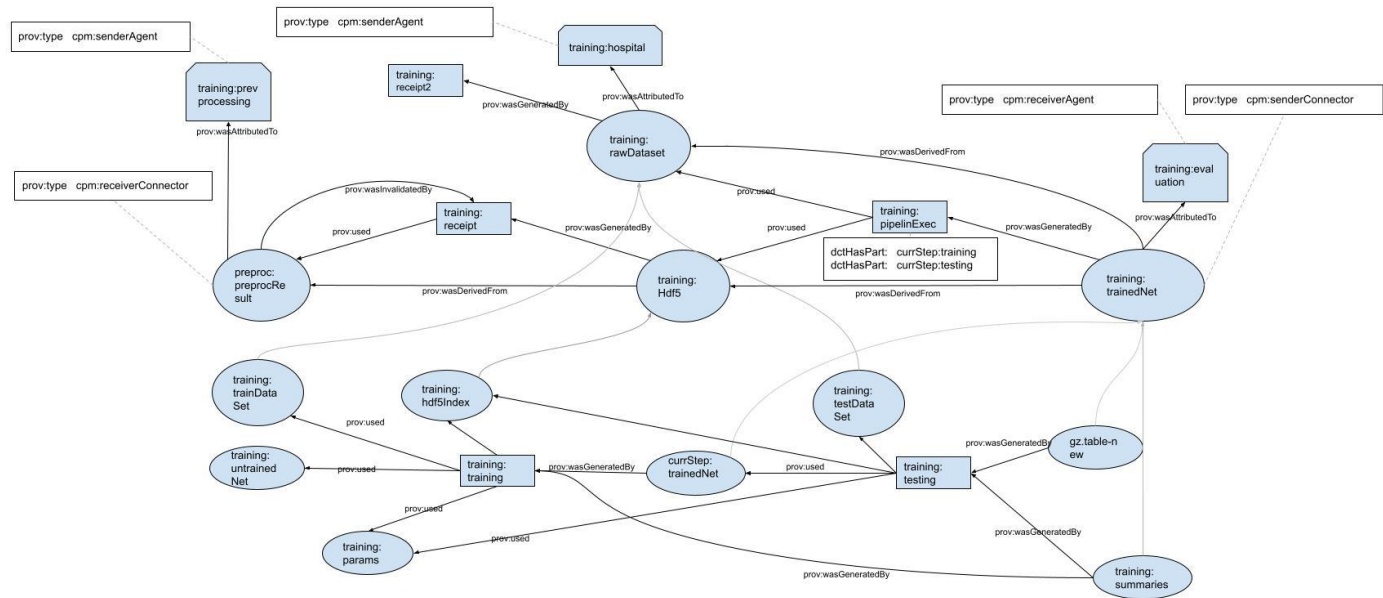 prov:type cpm:senderAgent
prov:type cpm:senderAgent
training:hospital
training:
receipt2
training:prev
processing
prov:wasGeneratedBy
prov:wasAttributedTo
prov:type cpm:receiverAgent
prov:type cpm:senderConnector
prov:wasAttributedTo
training:
rawDataset
prov:wasDerivedFrom
training:eval
uation
prov:type cpm:receiverConnector
prov:wasInvalidatedBy
prov:used
training:
receipt
training:
pipelinExec
prov:wasAttributedTo
prov:used
prov:wasGeneratedBy
prov:used
prov:wasGeneratedBy
dctHasPart: currStep:training
dctHasPart: currStep:testing
preproc:
preprocRe
sult
training:
Hdf5
training:
trainedNet
prov:wasDerivedFrom
prov:wasDerivedFrom
training:
trainData
Set
training:
hdf5Index
training:
testData
Set
prov:used
prov:wasGeneratedBy
gz.table-n
ew
training:
untrained
Net
prov:used
training:
training
prov:wasGeneratedBy
currStep:
trainedNet
prov:used
training:
testing
prov:used
prov:used
prov:wasGeneratedBy
training:
params
prov:wasGeneratedBy
training:
summaries